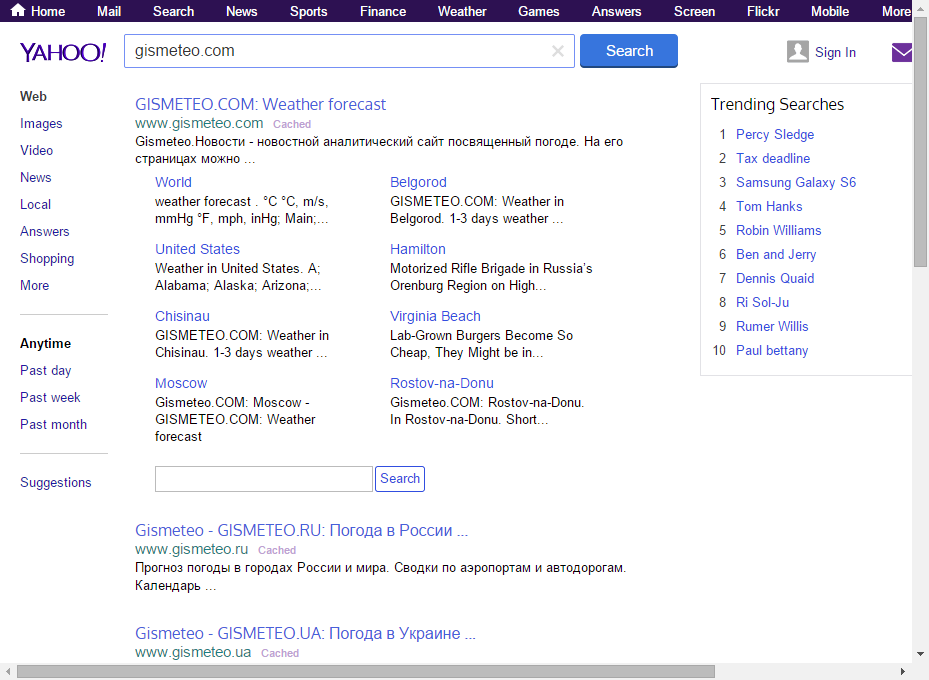 Home Mail Search News Sports Finance Weather Games Answers Screen Flickr Mobile More
YAHOO! gismeteo.com Search Sign In
Web
Images
Video
News
Local
Answers
Shopping
More
Anytime
Past day
Past week
Past month
Suggestions
GISMETEO.COM: Weather forecast
www.gismeteo.com Cached
Gismeteo.Новости - новостной аналитический сайт посвященный погоде. На его
страницах можно ...
World
weather forecast . °C °C, m/s,
mmHg °F, mph, inHg; Main;...
Belgorod
GISMETEO.COM: Weather in
Belgorod. 1-3 days weather ...
United States
Weather in United States. A;
Alabama; Alaska; Arizona;...
Hamilton
Motorized Rifle Brigade in Russia's
Orenburg Region on High...
Chisinau
GISMETEO.COM: Weather in
Chisinau. 1-3 days weather ...
Virginia Beach
Lab-Grown Burgers Become So
Cheap, They Might be in...
Moscow
Gismeteo.COM: Moscow -
GISMETEO.COM: Weather
forecast
Rostov-na-Donu
Gismeteo.COM: Rostov-na-Donu.
In Rostov-na-Donu. Short...
Search
Gismeteo - GISMETEO.RU: Погода в России ...
www.gismeteo.ru Cached
Прогноз погоды в городах России и мира. Сводки по аэропортам и автодорогам.
Календарь ...
Gismeteo - GISMETEO.UA: Погода в Украине ...
www.gismeteo.ua Cached
Trending Searches
1 Percy Sledge
2 Tax deadline
3 Samsung Galaxy S6
4 Tom Hanks
5 Robin Williams
6 Ben and Jerry
7 Dennis Quaid
8 Ri Sol-Ju
9 Rumer Willis
10 Paul bettany